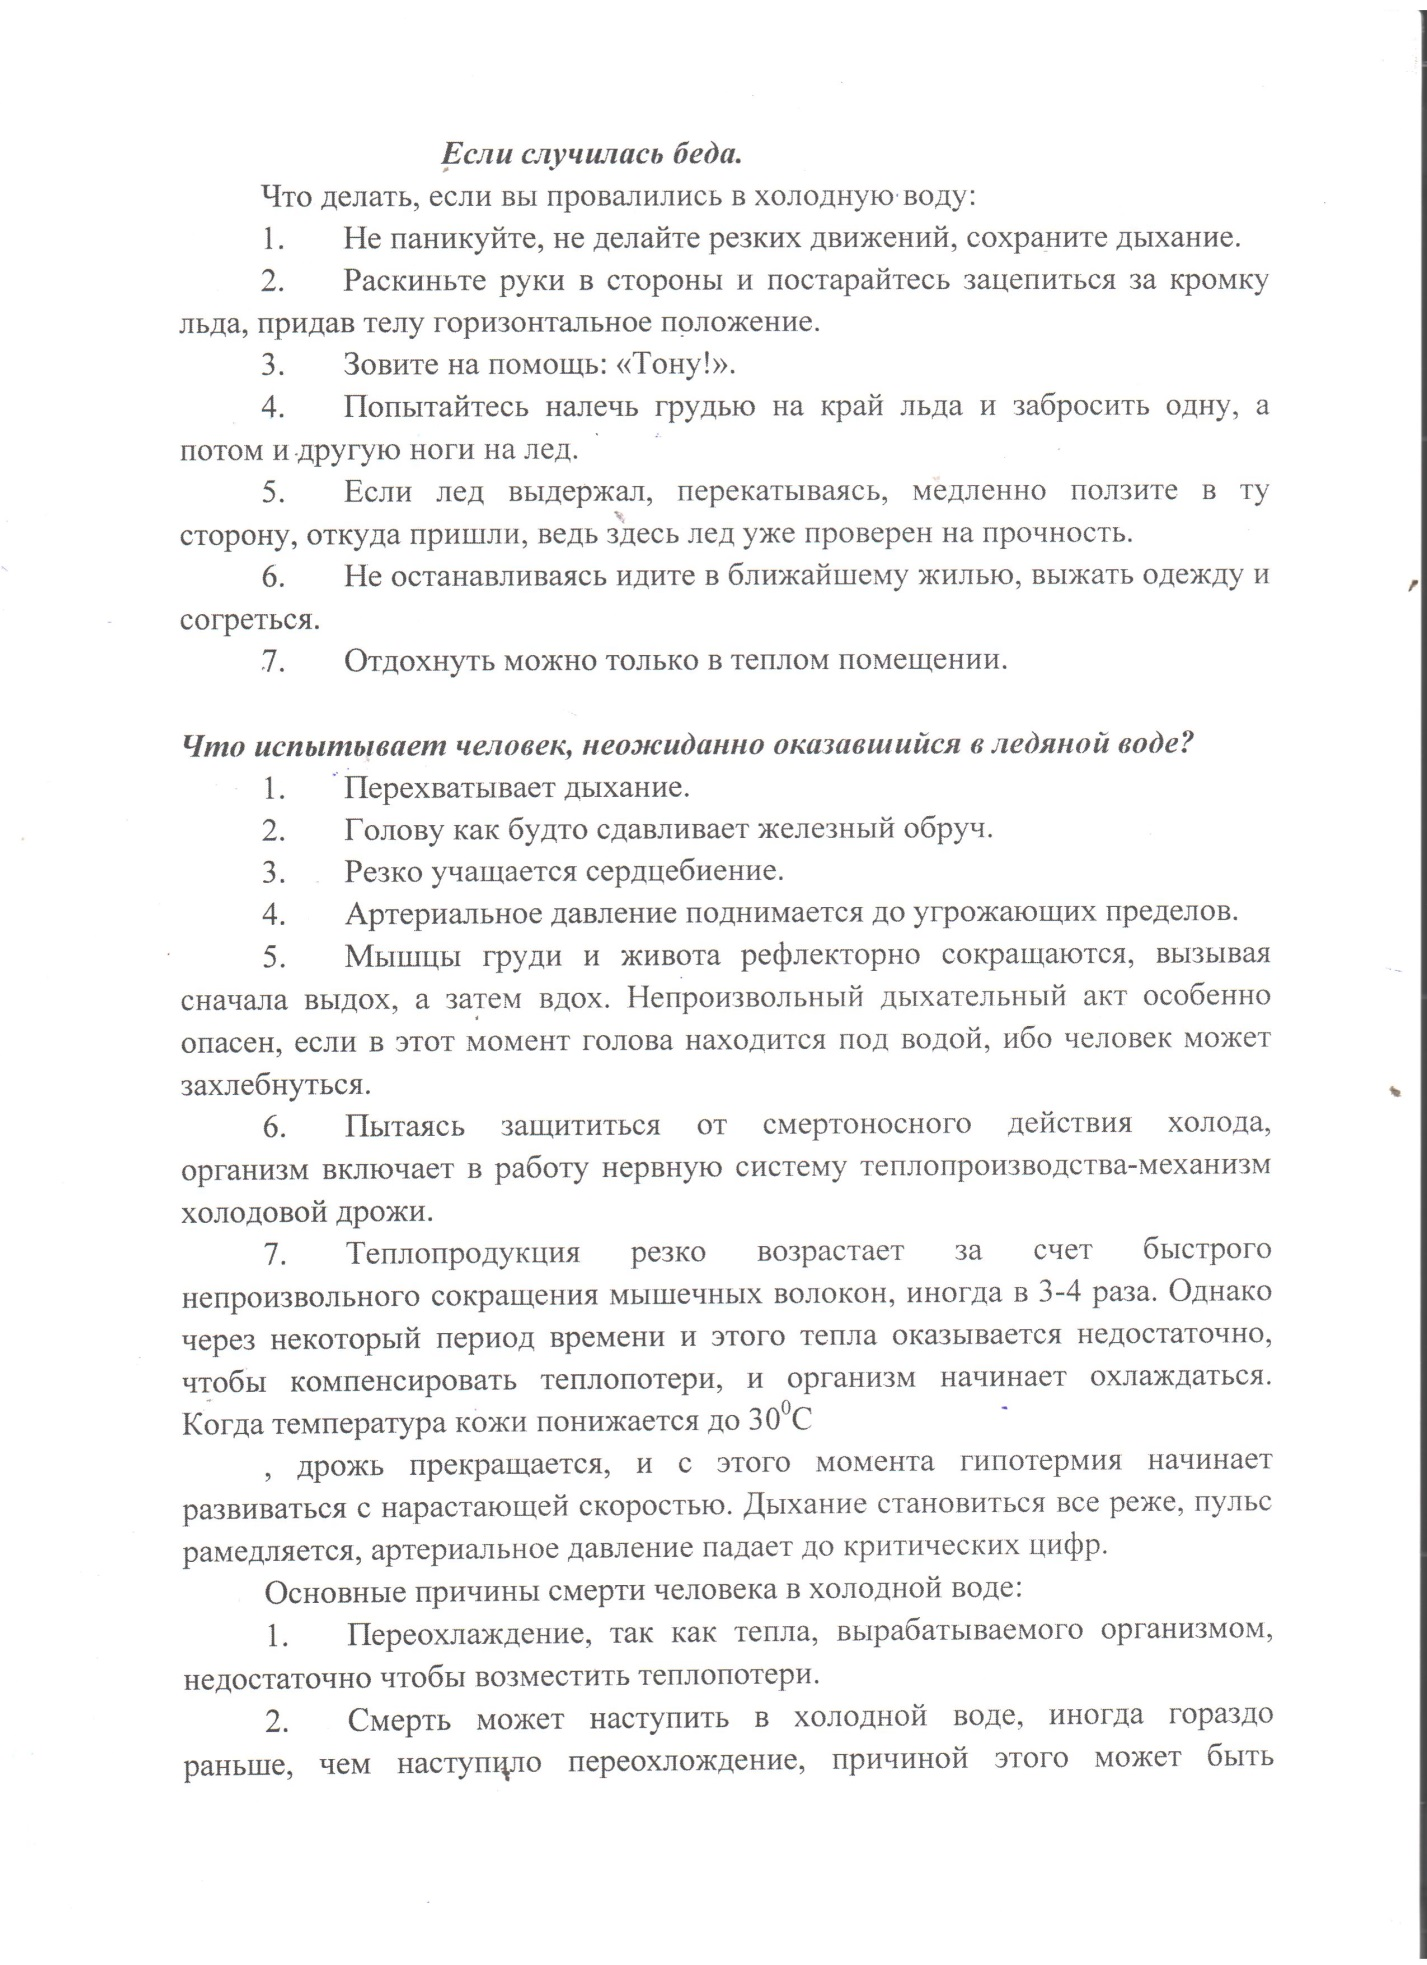 Если случилась беда.
Что делать, если вы провалились в холодную воду:
1. Не паникуйте, не делайте резких движений, сохраните дыхание.
2. Раскиньте руки в стороны и постарайтесь зацепиться за кромку
льда, придав телу горизонтальное положение.
3. Зовите на помощь: «Тону!».
4. Попытайтесь налечь грудью на край льда и забросить одну, а
потом и другую ноги на лед.
5. Если лед выдержал, перекатываясь, медленно ползите в ту
сторону, откуда пришли, ведь здесь лед уже проверен на прочность.
6. Не останавливаясь идите в ближайшему жилью, выжать одежду и
согреться.
7. Отдохнуть можно только в теплом помещении.
Что испытывает человек, неожиданно оказавшийся в ледяной воде?
1. Перехватывает дыхание.
2. Голову как будто сдавливает железный обруч.
3. Резко учащается сердцебиение.
4. Артериальное давление поднимается до угрожающих пределов.
5. Мышцы груди и живота рефлекторно сокращаются, вызывая
сначала выдох, а затем вдох. Непроизвольный дыхательный акт особенно
опасен, если в этот момент голова находится под водой, ибо человек может
захлебнуться.
6. Пытаясь защититься от смертоносного действия холода,
организм включает в работу нервную систему теплопроизводства-механизм
холодовой дрожи.
7. Теплопродукция резко возрастает за счет быстрого
непроизвольного сокращения мышечных волокон, иногда в 3-4 раза. Однако
через некоторый период времени и этого тепла оказывается недостаточно,
чтобы компенсировать теплопотери, и организм начинает охлаждаться.
Когда температура кожи понижается до 30⁰С
, дрожь прекращается, и с этого момента гипотермия начинает
развиваться с нарастающей скоростью. Дыхание становиться все реже, пульс
рамедляется, артериальное давление падает до критических цифр.
Основные причины смерти человека в холодной воде:
1. Переохлаждение, так как тепла, вырабатываемого организмом,
недостаточно чтобы возместить теплопотери.
2. Смерть может наступить в холодной воде, иногда гораздо
раньше, чем наступило переохлождение, причиной этого может быть